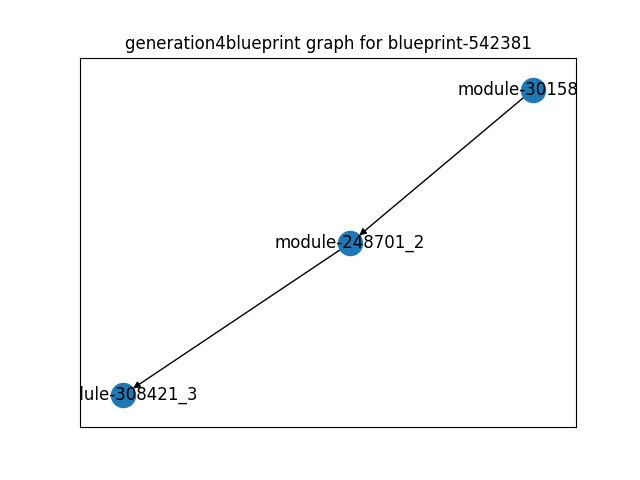 generation4blueprint graph for blueprint-542381
module-30158
module-248701_2
lule-308421_3